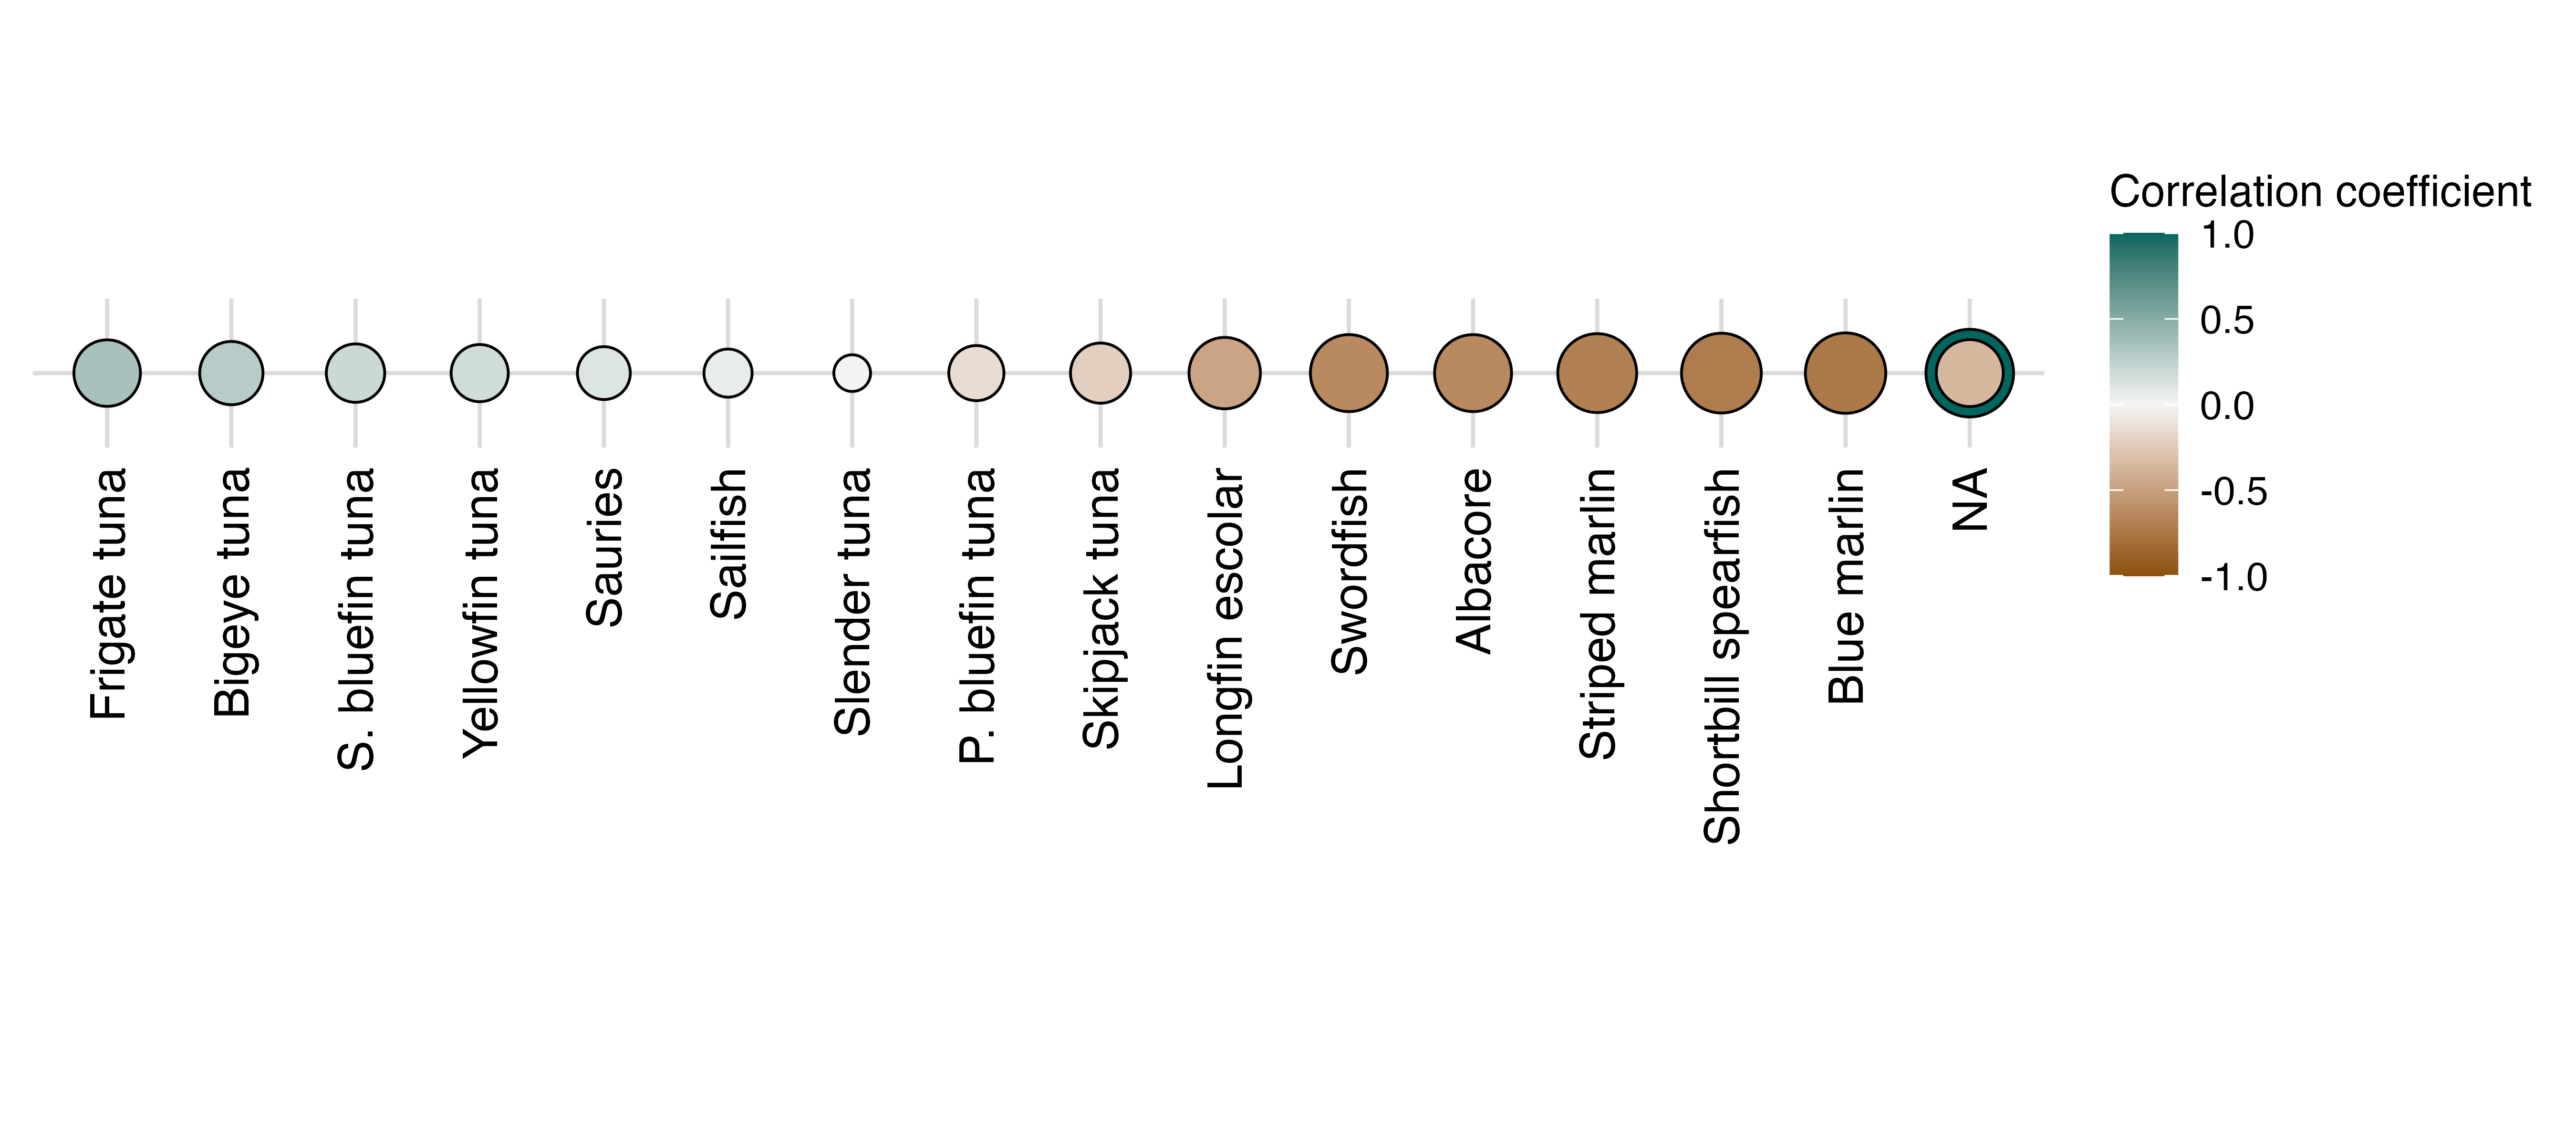 Correlation coefficient
1.0
0.5
0.0
-0.5
-1.0
Frigate tuna
Bigeye tuna
S. bluefin tuna
Yellowfin tuna
Sauries
Sailfish
Slender tuna
P. bluefin tuna
Skipjack tuna
Longfin escolar
Swordfish
Albacore
Striped marlin
Shortbill spearfish
Blue marlin
NA